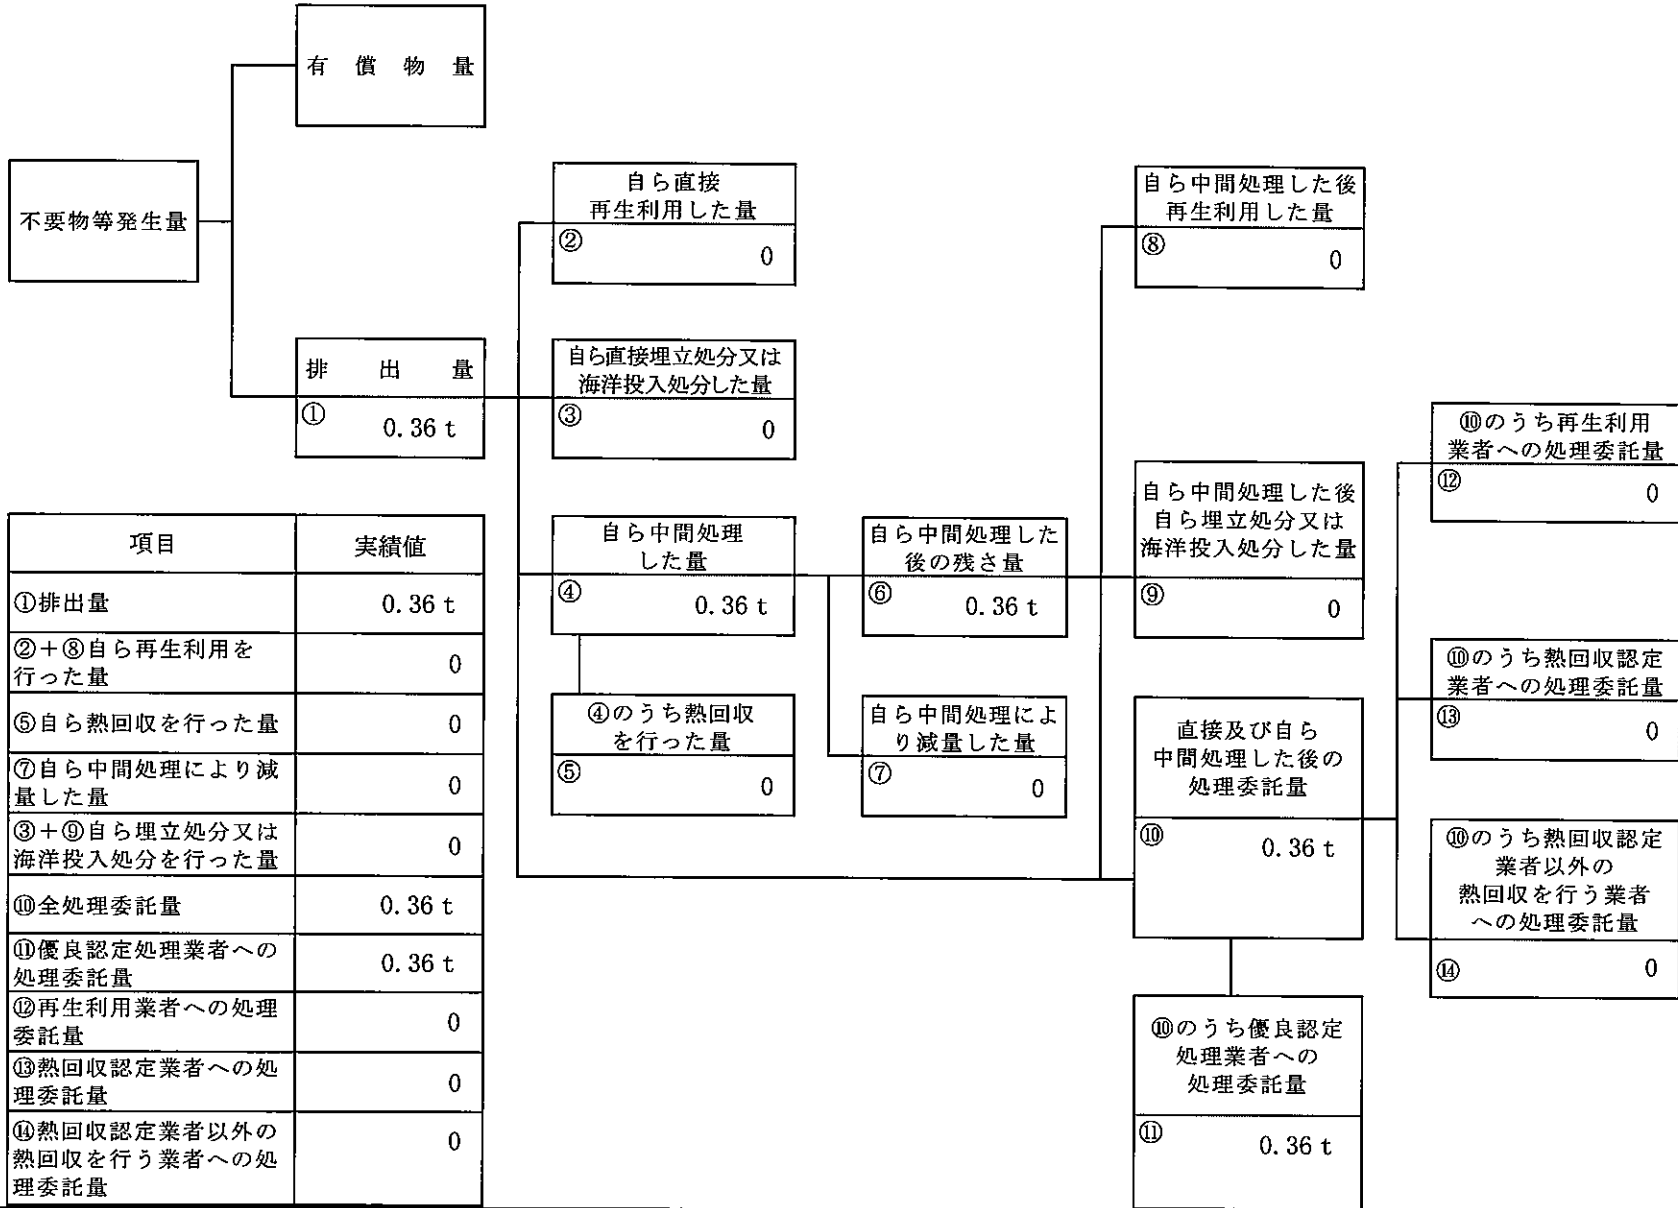 有償物量
不要物等発生量
排出量
① 0.36 t
自ら直接
再生利用した量
② 0
自ら直接埋立処分又は
海洋投入処分した量
③ 0
自ら中間処理
した量
④ 0.36 t
④のうち熱回収
を行った量
⑤ 0
自ら中間処理した
後の残さ量
⑥ 0.36 t
自ら中間処理によ
り減量した量
⑦ 0
自ら中間処理した後
再生利用した量
⑧ 0
自ら中間処理した後
自ら埋立処分又は
海洋投入処分した量
⑨ 0
直接及び自ら
中間処理した後の
処理委託量
⑩ 0.36 t
⑩のうち優良認定
処理業者への
処理委託量
⑪ 0.36 t
⑩のうち再生利用
業者への処理委託量
⑫ 0
⑩のうち熱回収認定
業者への処理委託量
⑬ 0
⑩のうち熱回収認定
業者以外の
熱回収を行う業者
への処理委託量
⑭ 0
項目 実績値
①排出量 0.36 t
②+⑧自ら再生利用を
行った量 0
⑤自ら熱回収を行った量 0
⑦自ら中間処理により減
量した量 0
③+⑨自ら埋立処分又は
海洋投入処分を行った量 0
⑩全処理委託量 0.36 t
⑪優良認定処理業者への
処理委託量 0.36 t
⑫再生利用業者への処理
委託量 0
⑬熱回収認定業者への処
理委託量 0
⑭熱回収認定業者以外の
熱回収を行う業者への処
理委託量 0